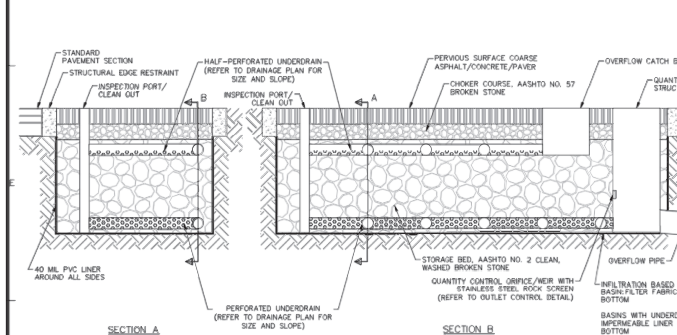 STANDARD
PAVEMENT SECTION
STRUCTURAL EDGE RESTRAINT
INSPECTION PORT/
CLEAN OUT
B
HALF-PERFORATED UNDERDRAIN
(REFER TO DRAINAGE PLAN FOR
SIZE AND SLOPE)
INSPECTION PORT/
CLEAN OUT
A
PERVIOUS SURFACE COARSE
ASPHALT/CONCRETE/PAVER
CHOKER COURSE, AASHTO NO. 57
BROKEN STONE
OVERFLOW CATCH B
QUANT
STRUC
E
40 MIL PVC LINER
AROUND ALL SIDES
PERFORATED UNDERDRAIN
(REFER TO DRAINAGE PLAN FOR
SIZE AND SLOPE)
STORAGE BED, AASHTO NO. 2 CLEAN,
WASHED BROKEN STONE
QUANTITY CONTROL ORIFICE/WEIR WITH
STAINLESS STEEL ROCK SCREEN
(REFER TO OUTLET CONTROL DETAIL)
OVERFLOW PIPE
INFILTRATION BASED
BASIN: FILTER FABRIC
BOTTOM
BASINS WITH UNDERD
IMPERMEABLE LINER
BOTTOM
SECTION A
SECTION B